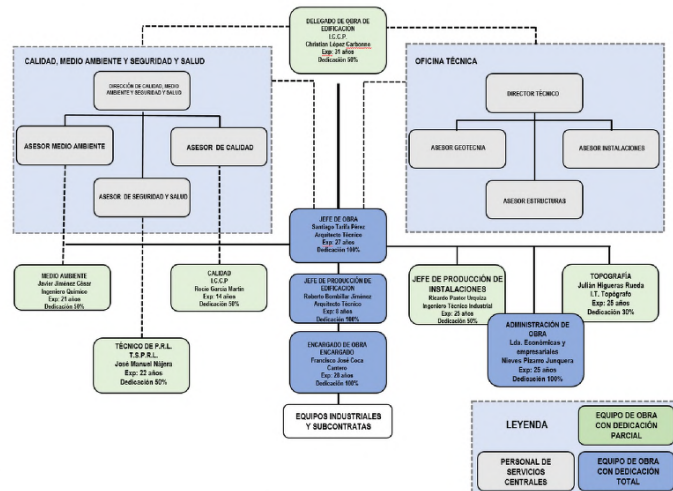 DELEGADO DE OBRA DE
EDIFICACIÓN
I.C.C.P.
Christian López Carbonne
Exp: 21 años
Dedicación 50%
CALIDAD, MEDIO AMBIENTE Y SEGURIDAD Y SALUD
DIRECCIÓN DE CALIDAD, MEDIO
AMBIENTE Y SEGURIDAD Y SALUD
ASESOR MEDIO AMBIENTE
ASESOR DE CALIDAD
ASESOR DE SEGURIDAD Y SALUD
OFICINA TÉCNICA
DIRECTOR TÉCNICO
ASESOR GEOTECNIA
ASESOR INSTALACIONES
ASESOR ESTRUCTURAS
JEFE DE OBRA
Santiago Tarifa Pérez
Arquitecto Técnico
Exp: 27 años
Dedicación 100%
MEDIO AMBIENTE
Javier Jiménez César
Ingeniero Químico
Exp: 21 años
Dedicación 50%
CALIDAD
I.C.C.P
Rocío García Martín
Exp: 14 años
Dedicación 50%
JEFE DE PRODUCCIÓN DE
EDIFICACION
Roberto Bombillar Jiménez
Arquitecto Técnico
Exp: 8 años
Dedicación 100%
JEFE DE PRODUCCIÓN DE
INSTALACIONES
Ricardo Pastor Urquiza
Ingeniero Técnico Industrial
Exp: 25 años
Dedicación 50%
TOPOGRAFÍA
Julián Higueras Rueda
I.T. Topógrafo
Exp: 25 años
Dedicación 30%
TÉCNICO DE P.R.L.
T.S.P.R.L.
José Manuel Nájera
Exp: 22 años
Dedicación 50%
ENCARGADO DE OBRA
ENCARGADO
Francisco José Coca
Cantero
Exp: 25 años
Dedicación 100%
ADMINISTRACIÓN DE
OBRA
Lda. Económicas y
empresariales
Nieves Pizarro Junquera
Exp: 25 años
Dedicación 100%
EQUIPOS INDUSTRIALES
Y SUBCONTRATAS
LEYENDA
EQUIPO DE OBRA
CON DEDICACIÓN
PARCIAL
PERSONAL DE
SERVICIOS
CENTRALES
EQUIPO DE OBRA
CON DEDICACIÓN
TOTAL